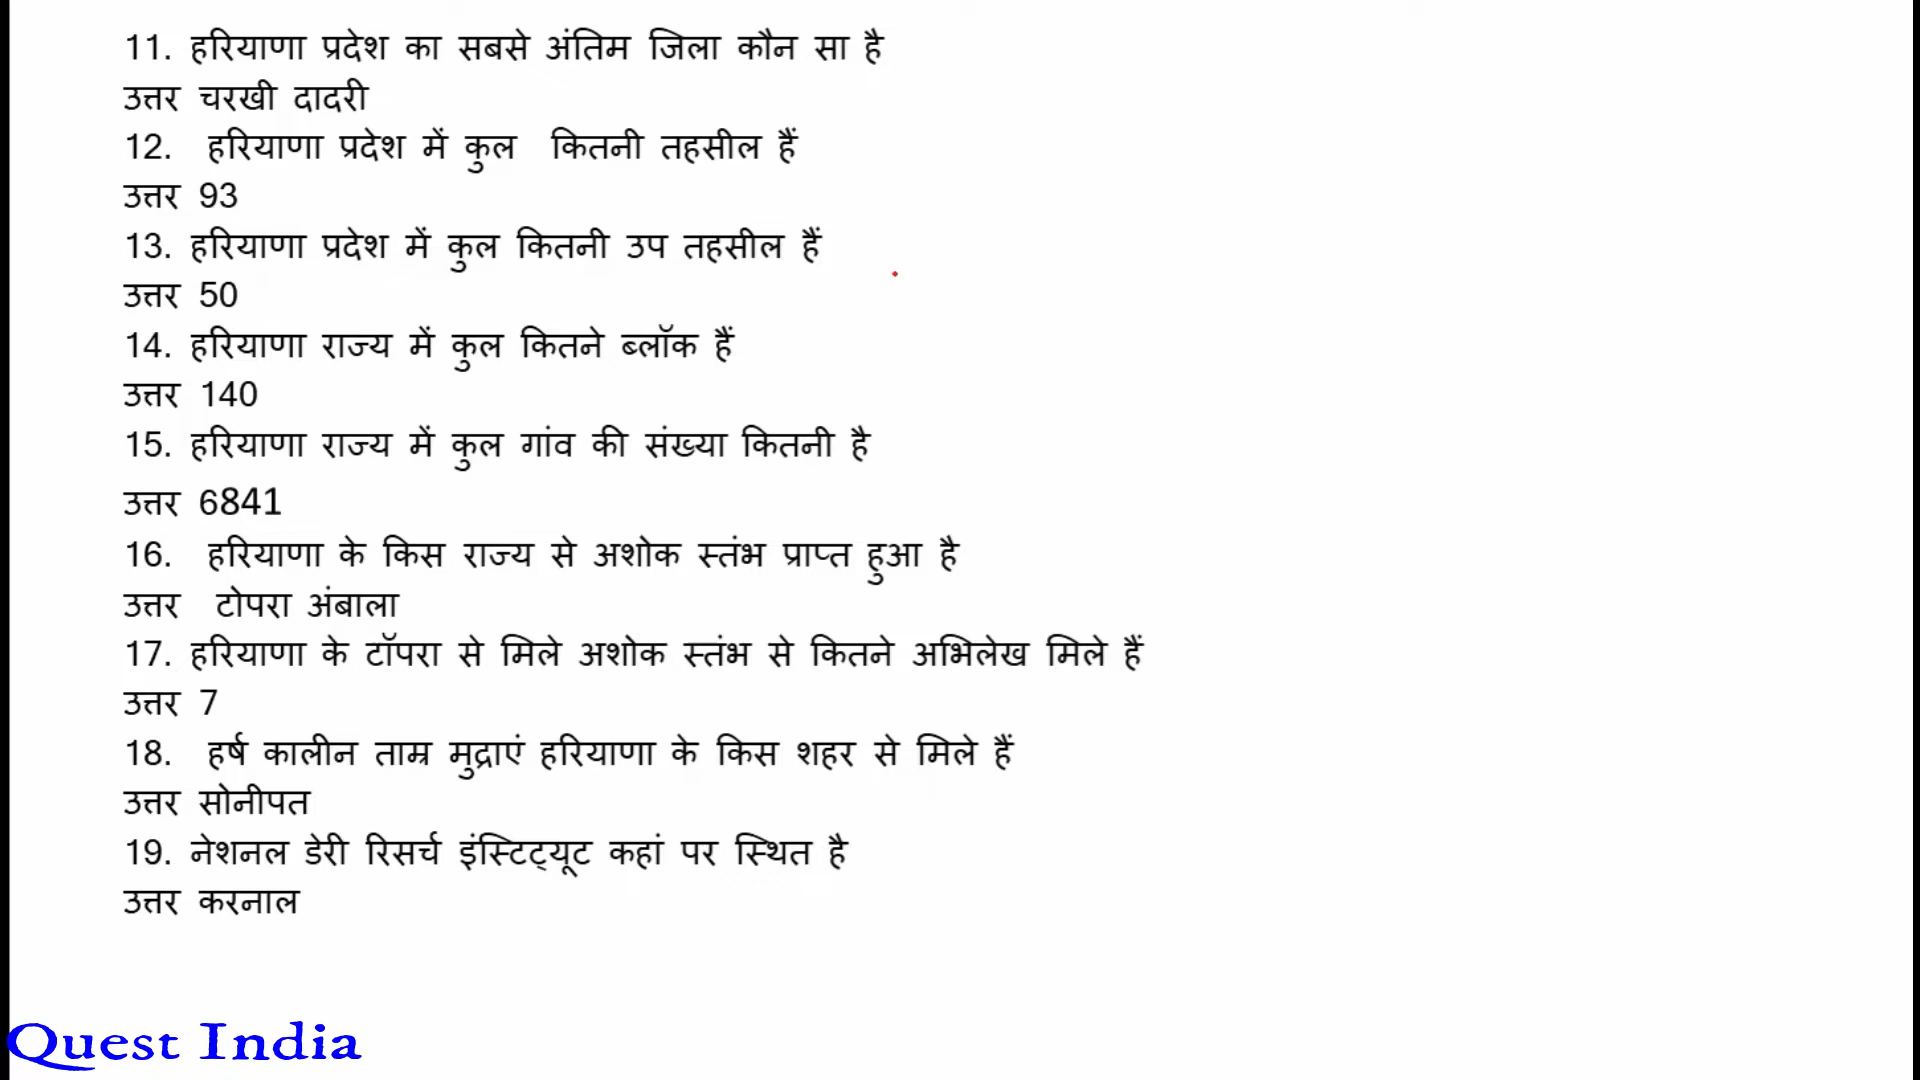 11. हरियाणा प्रदेश का सबसे अंतिम जिला कौन सा है
उत्तर चरखी दादरी
12. हरियाणा प्रदेश में कुल कितनी तहसील हैं
उत्तर 93
13. हरियाणा प्रदेश में कुल कितनी उप तहसील हैं
उत्तर 50
14. हरियाणा राज्य में कुल कितने ब्लॉक हैं
उत्तर 140
15. हरियाणा राज्य में कुल गांव की संख्या कितनी है
उत्तर 6841
16. हरियाणा के किस राज्य से अशोक स्तंभ प्राप्त हुआ है
उत्तर टोपरा अंबाला
17. हरियाणा के टॉपरा से मिले अशोक स्तंभ से कितने अभिलेख मिले हैं
उत्तर 7
18. हर्ष कालीन ताम्र मुद्राएं हरियाणा के किस शहर से मिले हैं
उत्तर सोनीपत
19. नेशनल डेरी रिसर्च इंस्टिट्यूट कहां पर स्थित है
उत्तर करनाल
Quest India